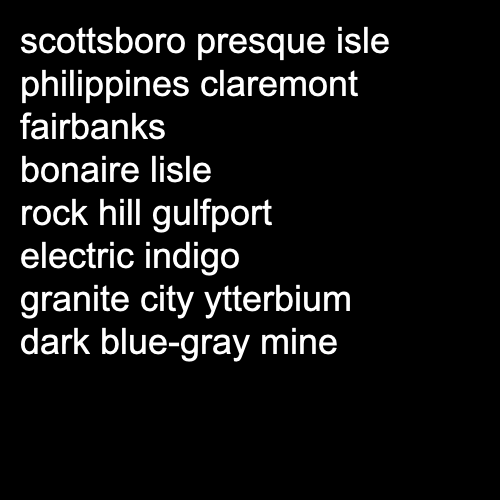 scottsboro presque isle
philippines claremont
fairbanks
bonaire lisle
rock hill gulfport
electric indigo
granite city ytterbium
dark blue-gray mine